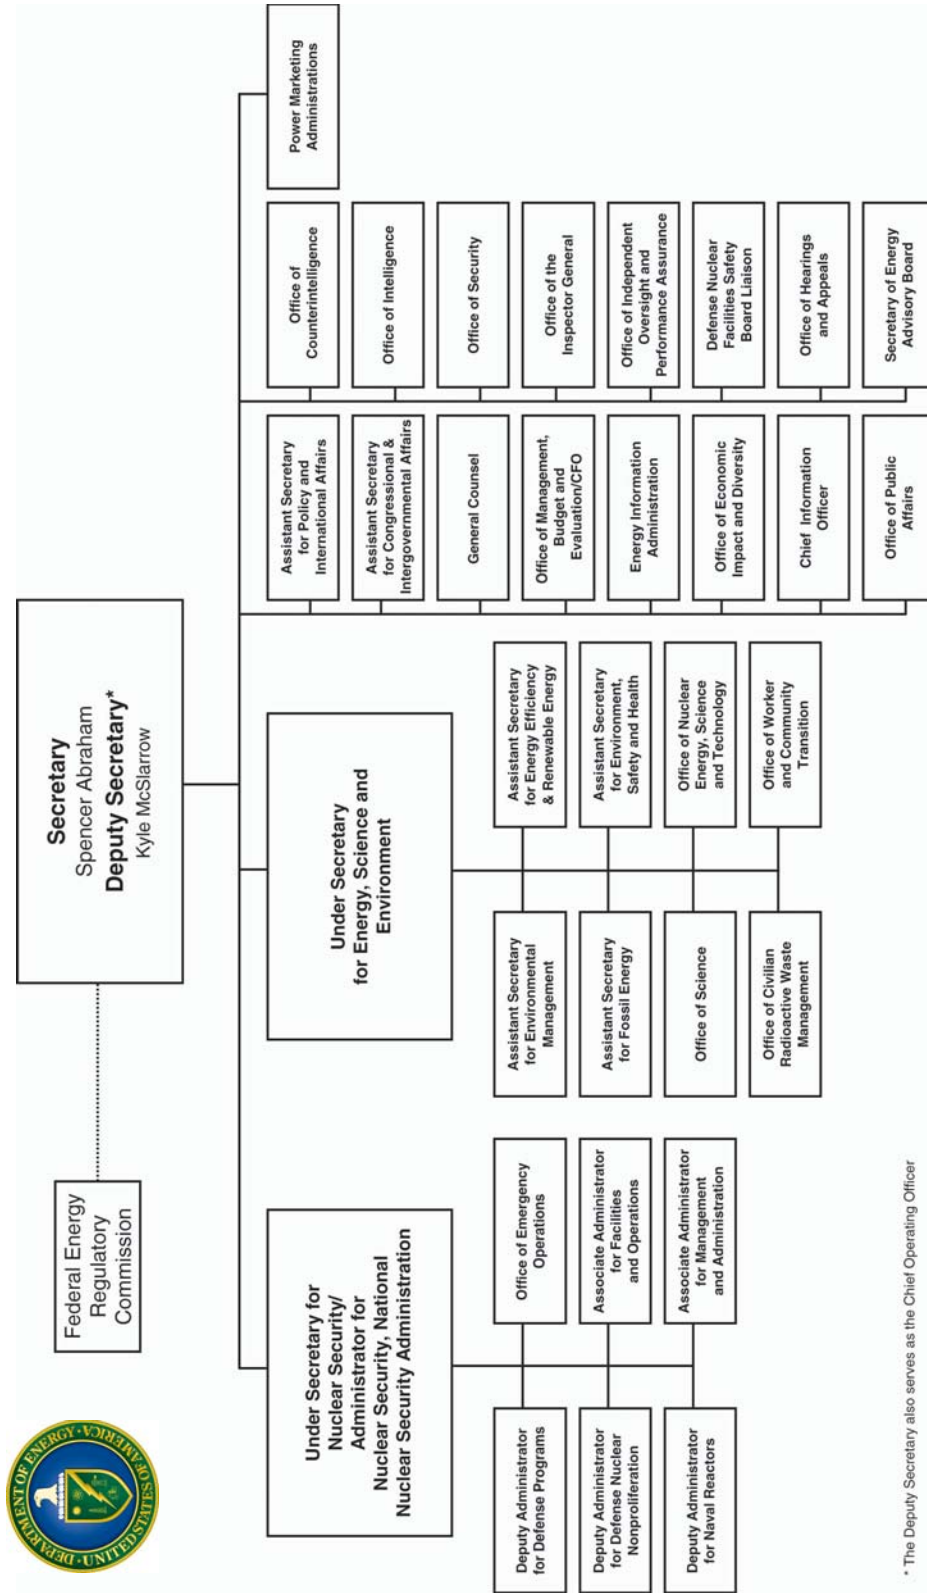 DEPARTMENT OF ENERGY
UNITED STATES OF AMERICA
Federal Energy
Regulatory
Commission
Secretary
Spencer Abraham
Deputy Secretary*
Kyle McSlarrow
Under Secretary for
Nuclear Security/
Administrator for
Nuclear Security, National
Nuclear Security Administration
Deputy Administrator
for Defense Programs
Office of Emergency
Operations
Deputy Administrator
for Defense Nuclear
Nonproliferation
Associate Administrator
for Facilities
and Operations
Deputy Administrator
for Naval Reactors
Associate Administrator
for Management
and Administration
Under Secretary
for Energy, Science and
Environment
Assistant Secretary
for Environmental
Management
Assistant Secretary
for Energy Efficiency
& Renewable Energy
Assistant Secretary
for Fossil Energy
Assistant Secretary
for Environment,
Safety and Health
Office of Science
Office of Nuclear
Energy, Science
and Technology
Office of Civilian
Radioactive Waste
Management
Office of Worker
and Community
Transition
Assistant Secretary
for Policy and
International Affairs
Assistant Secretary
for Congressional &
Intergovernmental Affairs
General Counsel
Office of Management,
Budget and
Evaluation/CFO
Energy Information
Administration
Office of Economic
Impact and Diversity
Chief Information
Officer
Office of Public
Affairs
Office of
Counterintelligence
Office of Intelligence
Office of Security
Office of the
Inspector General
Office of Independent
Oversight and
Performance Assurance
Defense Nuclear
Facilities Safety
Board Liaison
Office of Hearings
and Appeals
Secretary of Energy
Advisory Board
Power Marketing
Administrations
* The Deputy Secretary also serves as the Chief Operating Officer